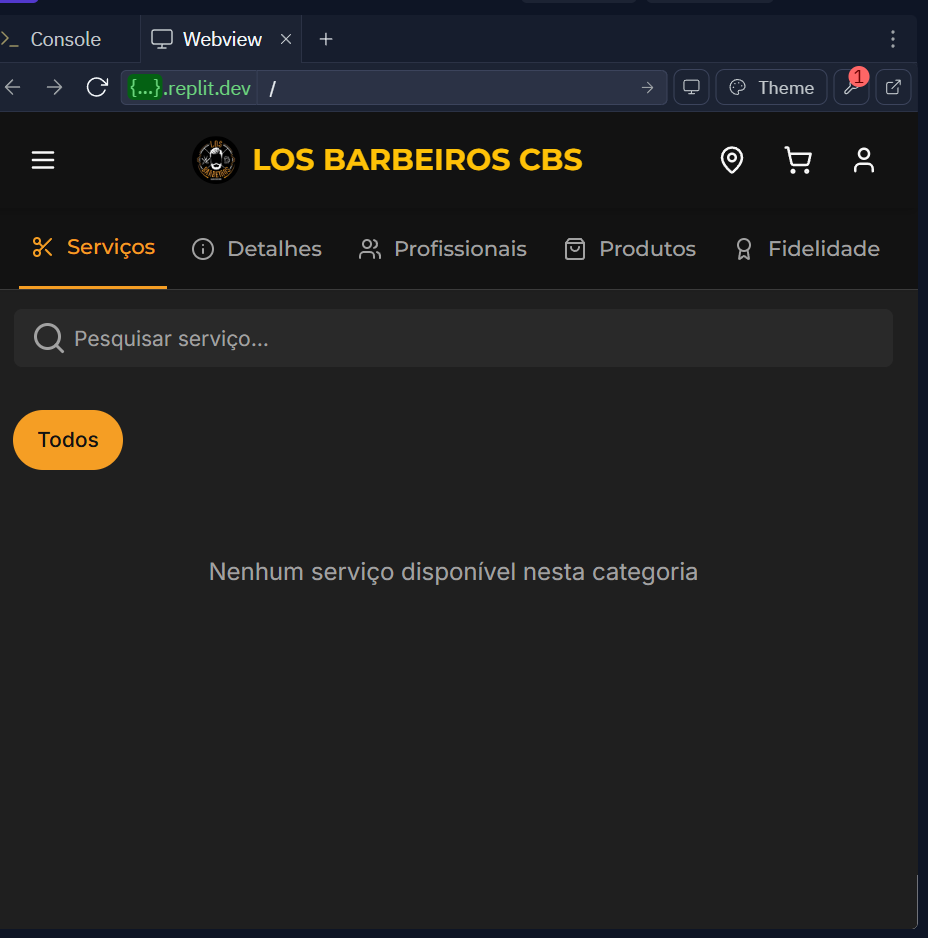 Console
Webview
{...}.replit.dev /
Theme
1
LOS BARBEIROS CBS
Serviços
Detalhes
Profissionais
Produtos
Fidelidade
Pesquisar serviço...
Todos
Nenhum serviço disponível nesta categoria